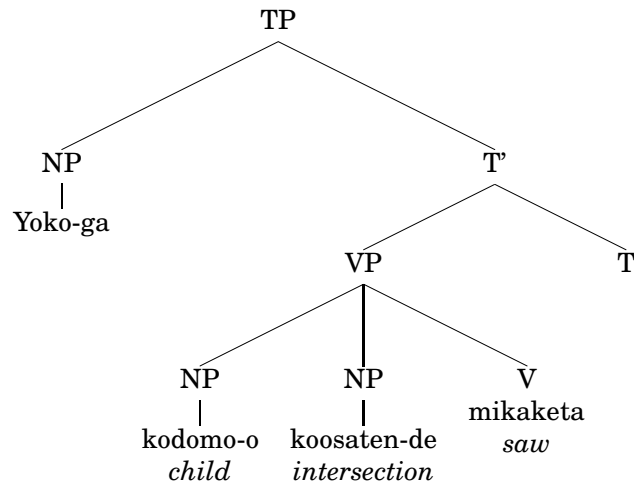 TP
NP T’
Yoko-ga
VP T
NP NP V
kodomo-o koosaten-de mikaketa
child intersection saw